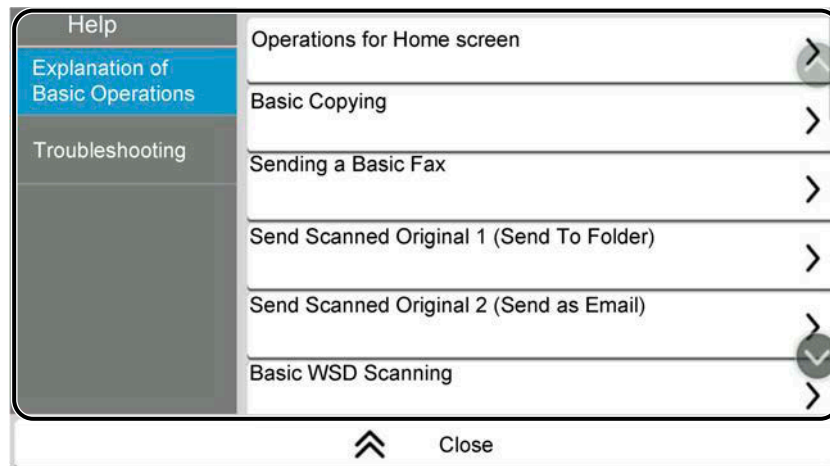 Help
Explanation of
Basic Operations
Troubleshooting
Operations for Home screen
Basic Copying
Sending a Basic Fax
Send Scanned Original 1 (Send To Folder)
Send Scanned Original 2 (Send as Email)
Basic WSD Scanning
Close